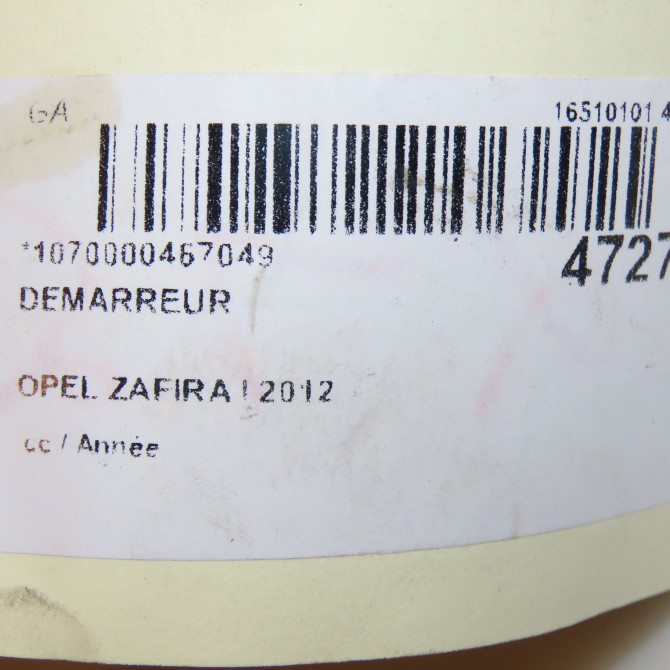 GA 16510101 4
*1070000467049 4727
DEMARREUR
OPEL ZAFIRA I 2012
cc / Année